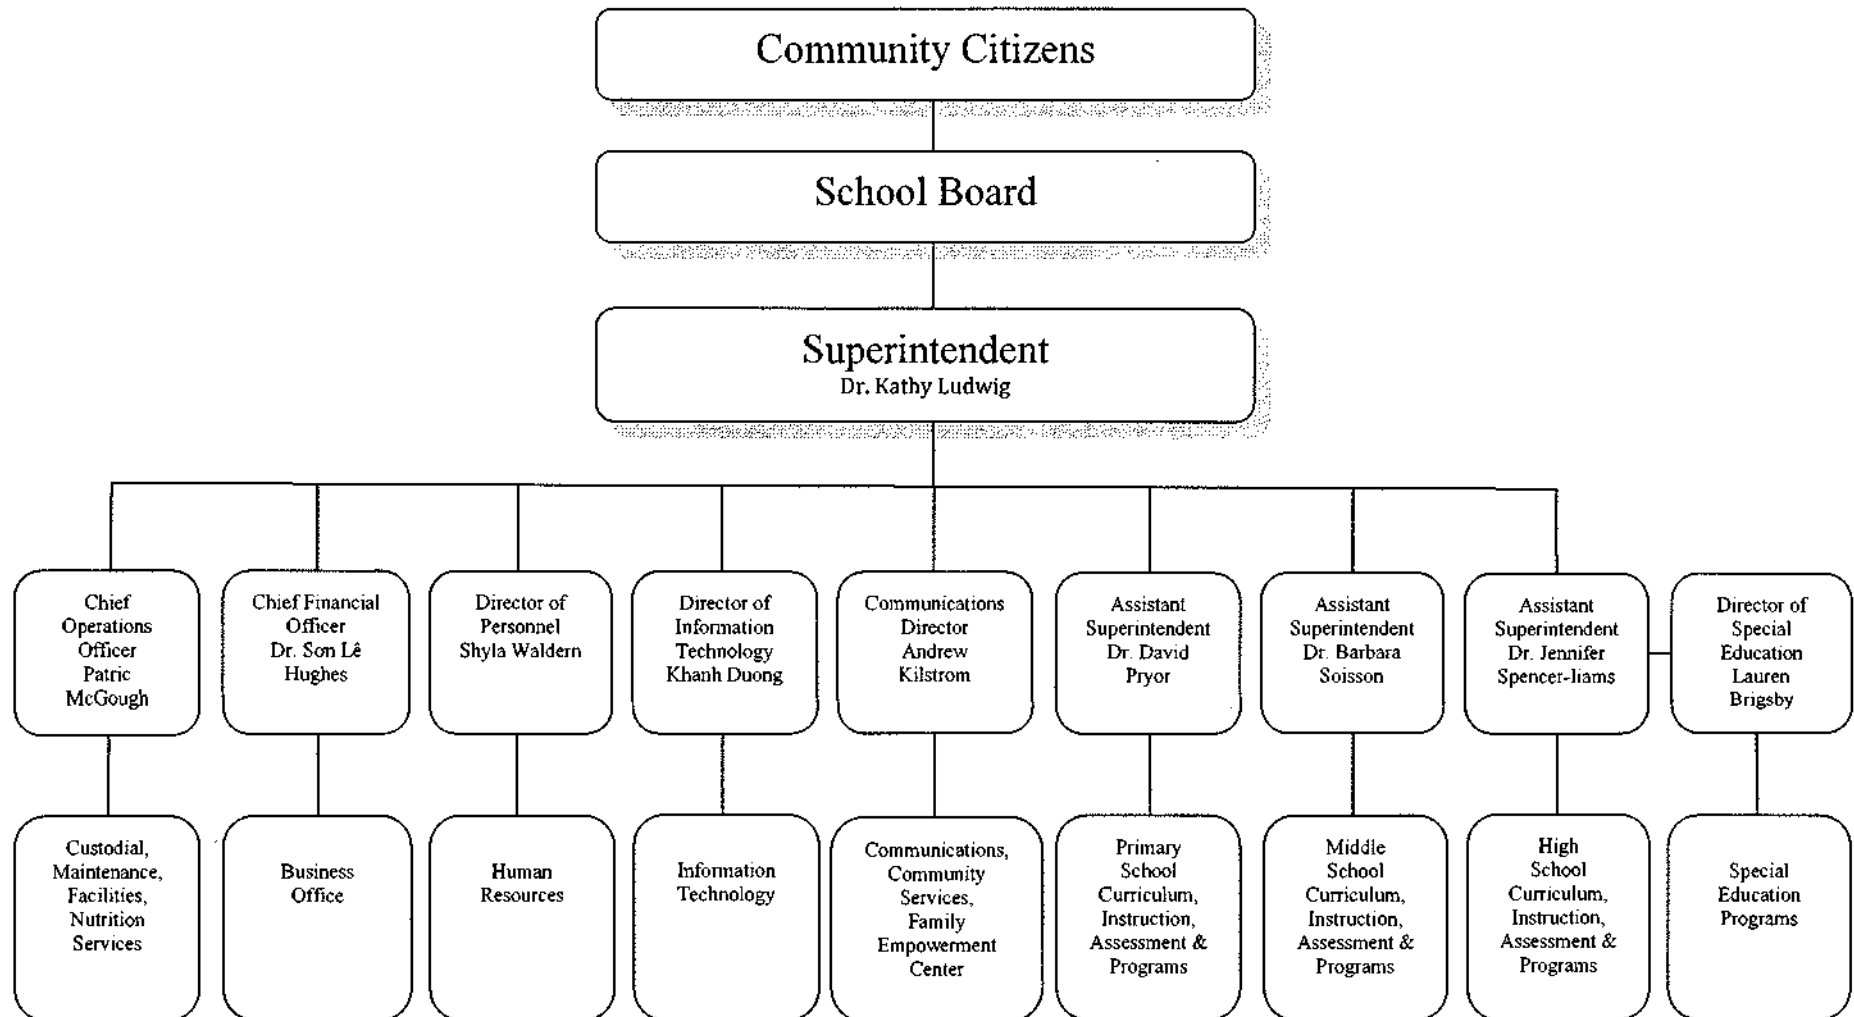 Community Citizens
School Board
Superintendent
Dr. Kathy Ludwig
Chief
Operations
Officer
Patric
McGough
Chief Financial
Officer
Dr. Sơn Lê
Hughes
Director of
Personnel
Shyla Waldern
Director of
Information
Technology
Khanh Duong
Communications
Director
Andrew
Kilstrom
Assistant
Superintendent
Dr. David
Pryor
Assistant
Superintendent
Dr. Barbara
Soisson
Assistant
Superintendent
Dr. Jennifer
Spencer-Iiams
Director of
Special
Education
Lauren
Brigsby
Custodial,
Maintenance,
Facilities,
Nutrition
Services
Business
Office
Human
Resources
Information
Technology
Communications,
Community
Services,
Family
Empowerment
Center
Primary
School
Curriculum,
Instruction,
Assessment &
Programs
Middle
School
Curriculum,
Instruction,
Assessment &
Programs
High
School
Curriculum,
Instruction,
Assessment &
Programs
Special
Education
Programs